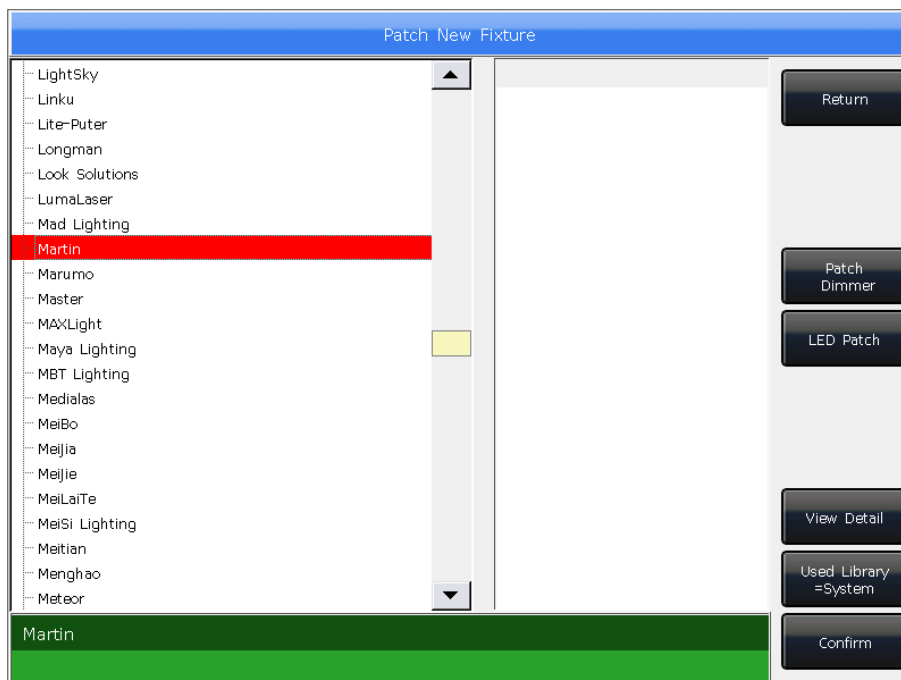 Patch New Fixture
LightSky
Linku
Lite-Puter
Longman
Look Solutions
LumaLaser
Mad Lighting
Martin
Marumo
Master
MAXLight
Maya Lighting
MBT Lighting
Medialas
MeiBo
MeiJia
MeiJie
MeiLaiTe
MeiSi Lighting
Meitian
Menghao
Meteor
Martin
Return
Patch
Dimmer
LED Patch
View Detail
Used Library
=System
Confirm